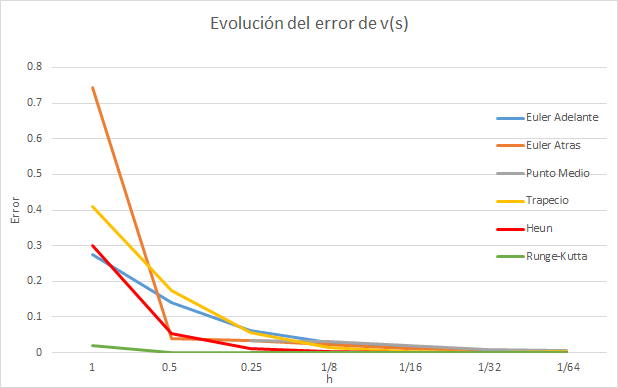 Evolución del error de v(s)
0.8
0.7
0.6
0.5
0.4
0.3
0.2
0.1
0
Error
Euler Adelante
Euler Atras
Punto Medio
Trapecio
Heun
Runge-Kutta
1 0.5 0.25 1/8 1/16 1/32 1/64
h